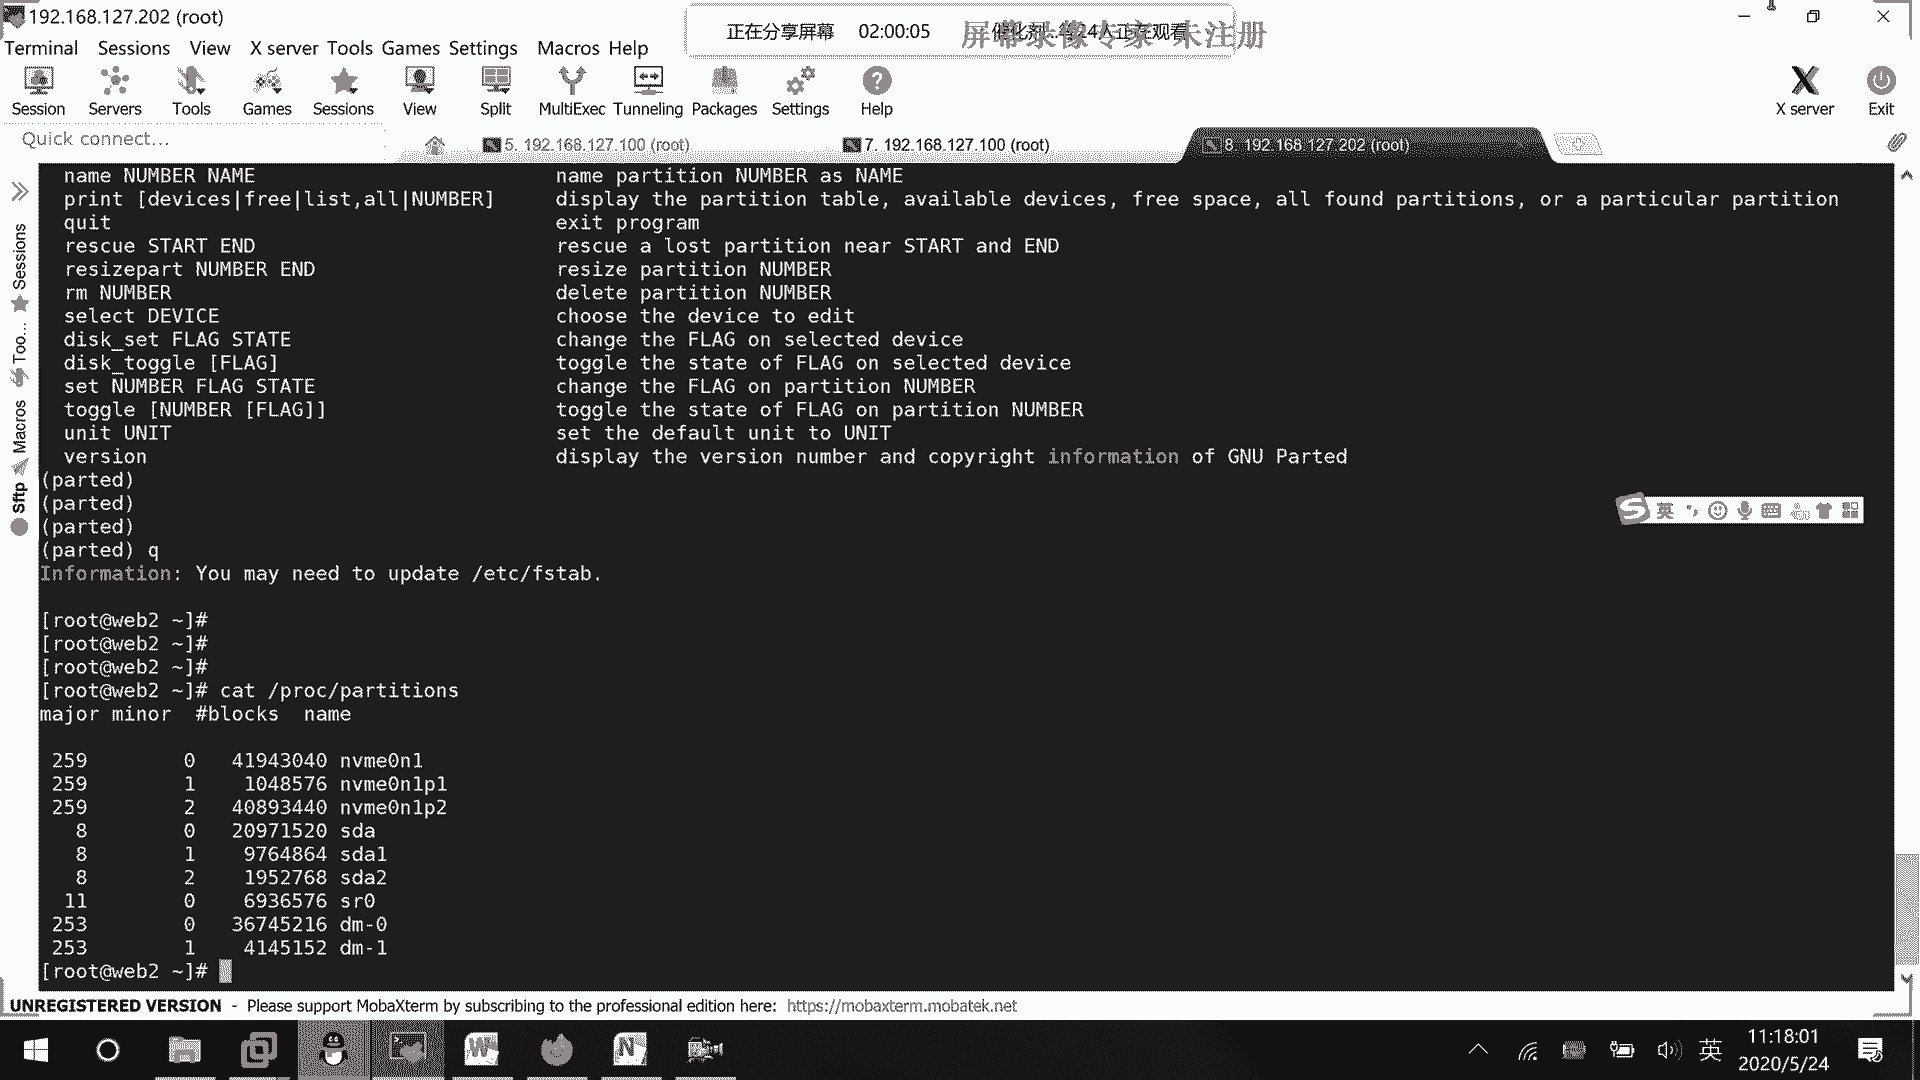 192.168.127.202 (root)
正在分享屏幕 02:00:05
屏幕录像专家 未注册
Terminal Sessions View X server Tools Games Settings Macros Help
Session Servers Tools Games Sessions View Split MultiExec Tunneling Packages Settings Help X server Exit
Quick connect...
5. 192.168.127.100 (root) 7. 192.168.127.100 (root) 8. 192.168.127.202 (root)
Sessions
Too...
Macros
Sftp
name NUMBER NAME name partition NUMBER as NAME
print [devices|free|list,all|NUMBER] display the partition table, available devices, free space, all found partitions, or a particular partition
quit exit program
rescue START END rescue a lost partition near START and END
resizepart NUMBER END resize partition NUMBER
rm NUMBER delete partition NUMBER
select DEVICE choose the device to edit
disk_set FLAG STATE change the FLAG on selected device
disk_toggle [FLAG] toggle the state of FLAG on selected device
set NUMBER FLAG STATE change the FLAG on partition NUMBER
toggle [NUMBER [FLAG]] toggle the state of FLAG on partition NUMBER
unit UNIT set the default unit to UNIT
version display the version number and copyright information of GNU Parted
(parted)
(parted)
(parted)
(parted) q
Information: You may need to update /etc/fstab.
[root@web2 ~]#
[root@web2 ~]#
[root@web2 ~]#
[root@web2 ~]# cat /proc/partitions
major minor #blocks name
259 0 41943040 nvme0n1
259 1 1048576 nvme0n1p1
259 2 40893440 nvme0n1p2
8 0 20971520 sda
8 1 9764864 sda1
8 2 1952768 sda2
11 0 6936576 sr0
253 0 36745216 dm-0
253 1 4145152 dm-1
[root@web2 ~]#
英
UNREGISTERED VERSION - Please support MobaXterm by subscribing to the professional edition here: https://mobaxterm.mobatek.net
英
11:18:01
2020/5/24